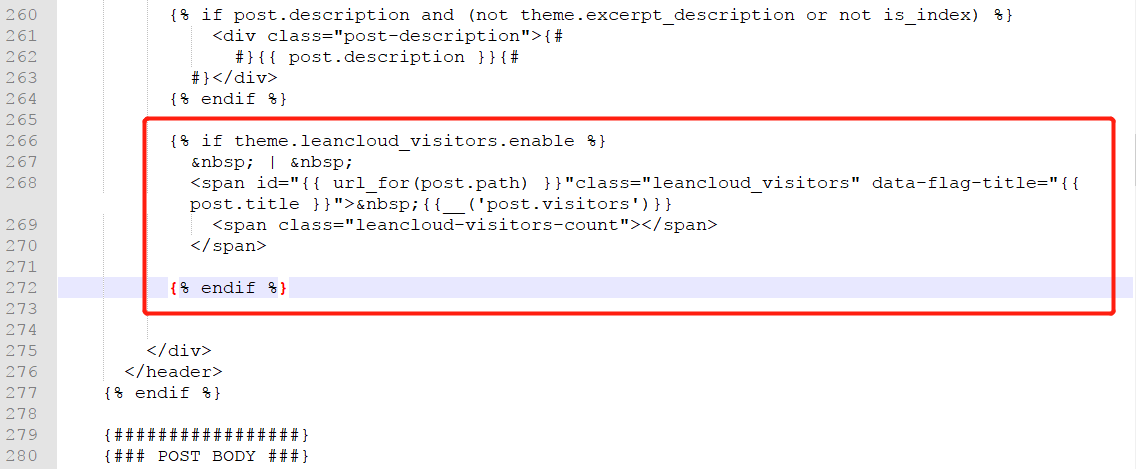 260 {% if post.description and (not theme.excerpt_description or not is_index) %}
261 <div class="post-description">{#
262 #}{{ post.description }}{#
263 #}</div>
264 {% endif %}
265
266 {% if theme.leancloud_visitors.enable %}
267 &nbsp; | &nbsp;
268 <span id="{{ url_for(post.path) }}"class="leancloud_visitors" data-flag-title="{{
post.title }}">&nbsp;{{__('post.visitors')}}
269 <span class="leancloud-visitors-count"></span>
270 </span>
271
272 {% endif %}
273
274
275 </div>
276 </header>
277 {% endif %}
278
279 {#################}
280 {### POST BODY ###}